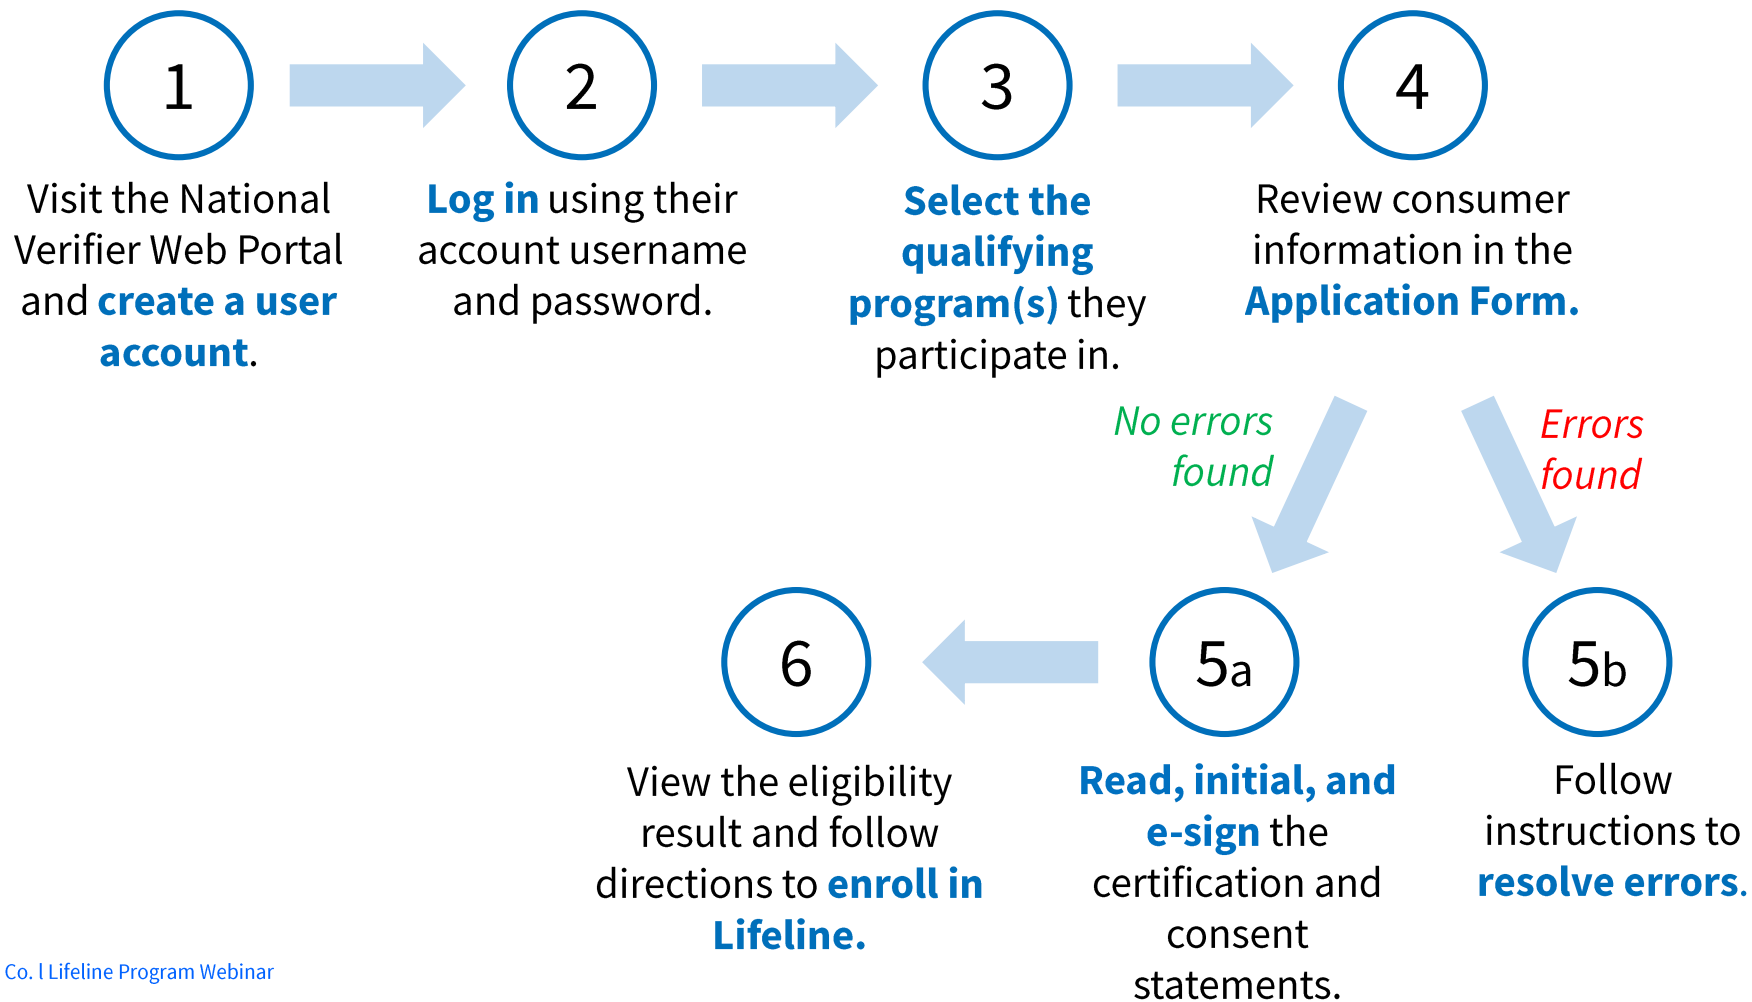 1
Visit the National
Verifier Web Portal
and create a user
account.
2
Log in using their
account username
and password.
3
Select the
qualifying
program(s) they
participate in.
4
Review consumer
information in the
Application Form.
No errors
found
Errors
found
5a
Read, initial, and
e-sign the
certification and
consent
statements.
5b
Follow
instructions to
resolve errors.
6
View the eligibility
result and follow
directions to enroll in
Lifeline.
Co. l Lifeline Program Webinar